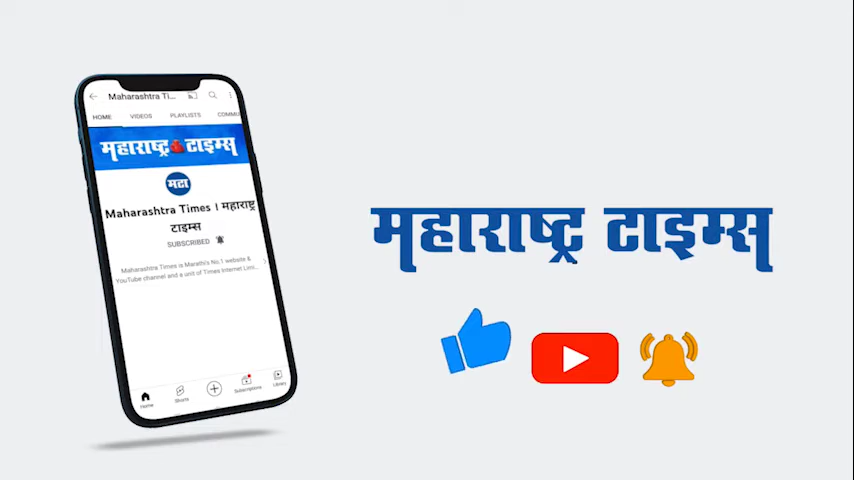 Maharashtra Ti...
HOME VIDEOS PLAYLISTS COMMU
महाराष्ट्र टाइम्स
मटा
Maharashtra Times । महाराष्ट्र
टाइम्स
SUBSCRIBED
Maharashtra Times is Marathi's No.1 website &
YouTube channel and a unit of Times Internet Limi...
Home Shorts Subscriptions Library
महाराष्ट्र टाइम्स